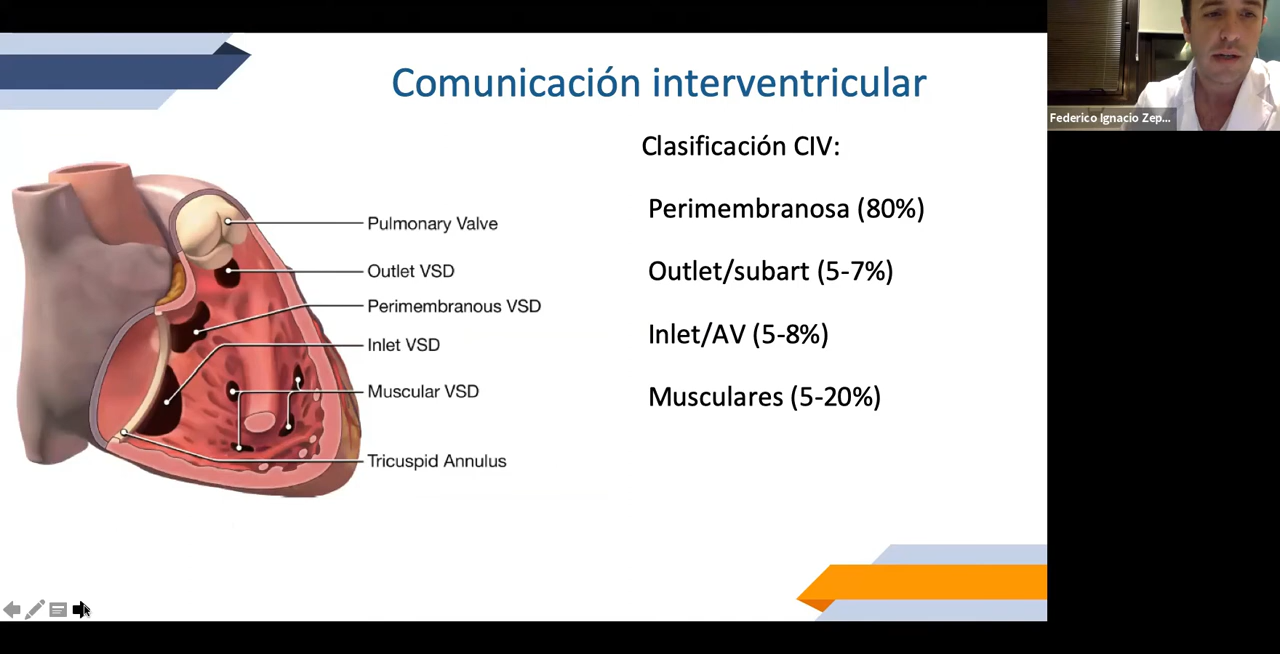 Comunicación interventricular
Clasificación CIV:
Perimembranosa (80%)
Outlet/subart (5-7%)
Inlet/AV (5-8%)
Musculares (5-20%)
Pulmonary Valve
Outlet VSD
Perimembranous VSD
Inlet VSD
Muscular VSD
Tricuspid Annulus
Federico Ignacio Zep...